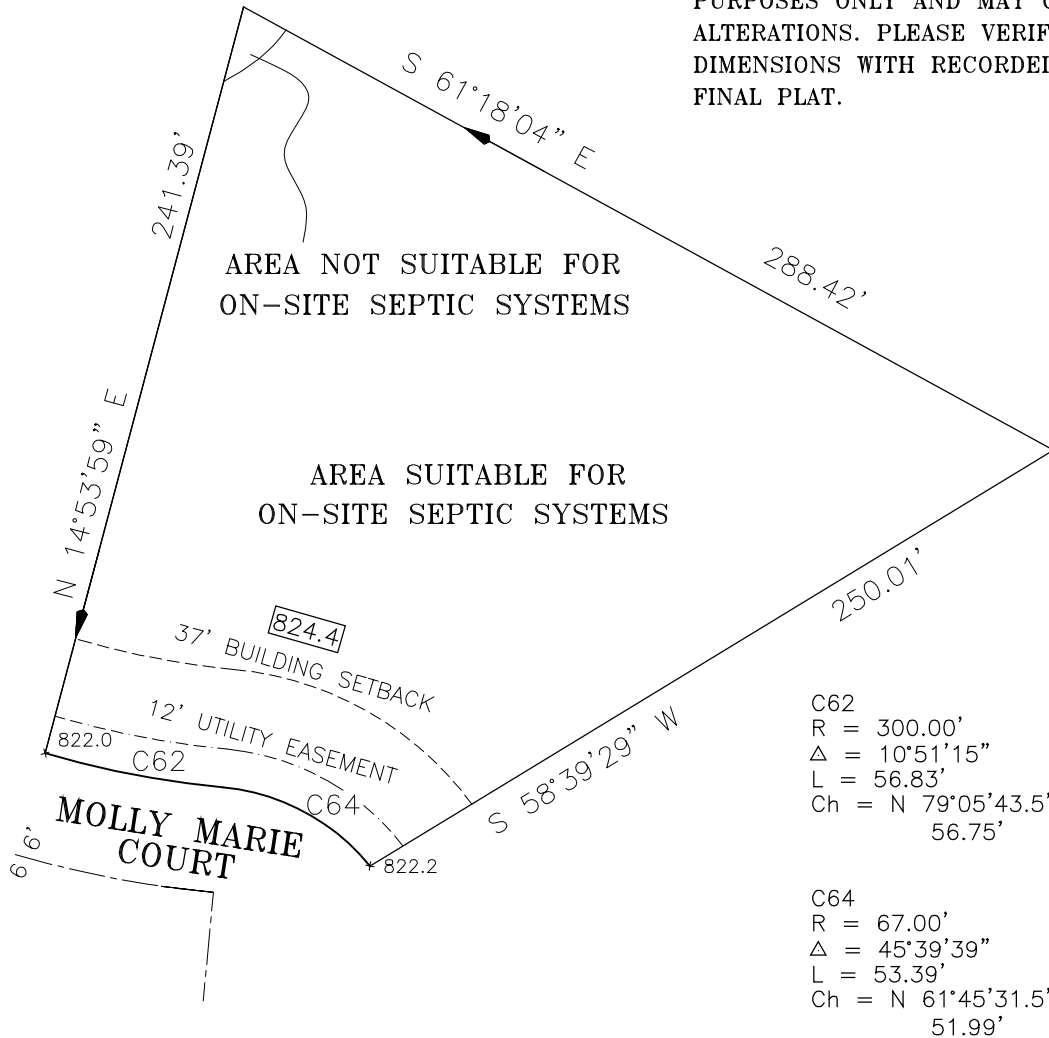 PURPOSES ONLY AND MAY
ALTERATIONS. PLEASE
DIMENSIONS WITH
FINAL PLAT.
S 61°18'04" E
241.39'
288.42'
AREA NOT SUITABLE FOR
ON-SITE SEPTIC SYSTEMS
N 14°53'59" E
AREA SUITABLE FOR
ON-SITE SEPTIC SYSTEMS
250.01'
824.4
37' BUILDING SETBACK
12' UTILITY EASEMENT
S 58°39'29" W
822.0
C62
C64
822.2
MOLLY MARIE
COURT
6' 6'
C62
R = 300.00'
Δ = 10°51'15"
L = 56.83'
Ch = N 79°05'43.5"
56.75'
C64
R = 67.00'
Δ = 45°39'39"
L = 53.39'
Ch = N 61°45'31.5"
51.99'